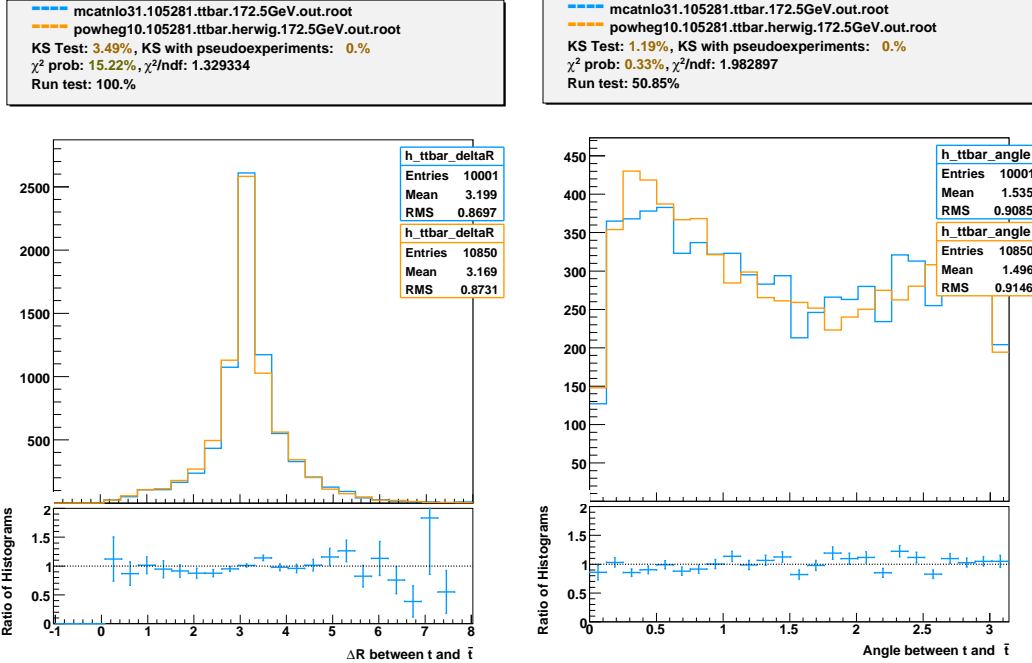 mcatnlo31.105281.ttbar.172.5GeV.out.root
powheg10.105281.ttbar.herwig.172.5GeV.out.root
KS Test: 3.49%, KS with pseudoexperiments: 0.%
χ² prob: 15.22%, χ²/ndf: 1.329334
Run test: 100.%
h_ttbar_deltaR
Entries 10001
Mean 3.199
RMS 0.8697
h_ttbar_deltaR
Entries 10850
Mean 3.169
RMS 0.8731
2500
2000
1500
1000
500
Ratio of Histograms
2
1.5
1
0.5
0
-1 0 1 2 3 4 5 6 7 8
ΔR between t and t̄
mcatnlo31.105281.ttbar.172.5GeV.out.root
powheg10.105281.ttbar.herwig.172.5GeV.out.root
KS Test: 1.19%, KS with pseudoexperiments: 0.%
χ² prob: 0.33%, χ²/ndf: 1.982897
Run test: 50.85%
h_ttbar_angle
Entries 10001
Mean 1.535
RMS 0.9085
h_ttbar_angle
Entries 10850
Mean 1.496
RMS 0.9146
450
400
350
300
250
200
150
100
50
Ratio of Histograms
2
1.5
1
0.5
0
0 0.5 1 1.5 2 2.5 3
Angle between t and t̄